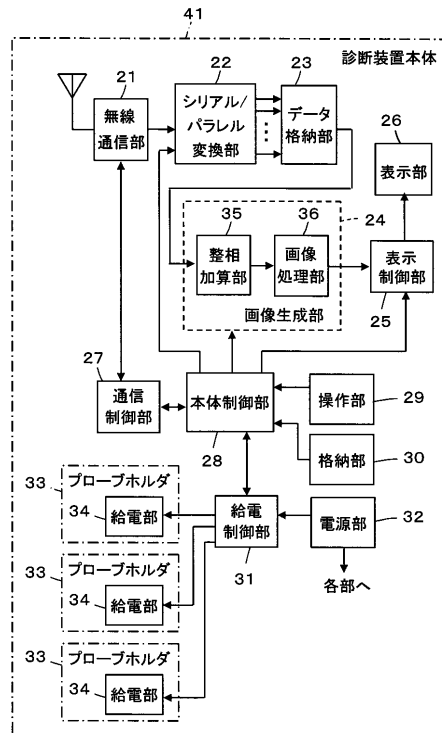 41
診断装置本体
21
無線
通信部
22
シリアル/
パラレル
変換部
23
データ
格納部
26
表示部
24
35
整相
加算部
36
画像
処理部
画像生成部
表示
制御部
25
27
通信
制御部
本体制御部
28
操作部
29
格納部
30
33
プローブホルダ
34
給電部
給電
制御部
31
電源部
32
各部へ
33
プローブホルダ
34
給電部
33
プローブホルダ
34
給電部